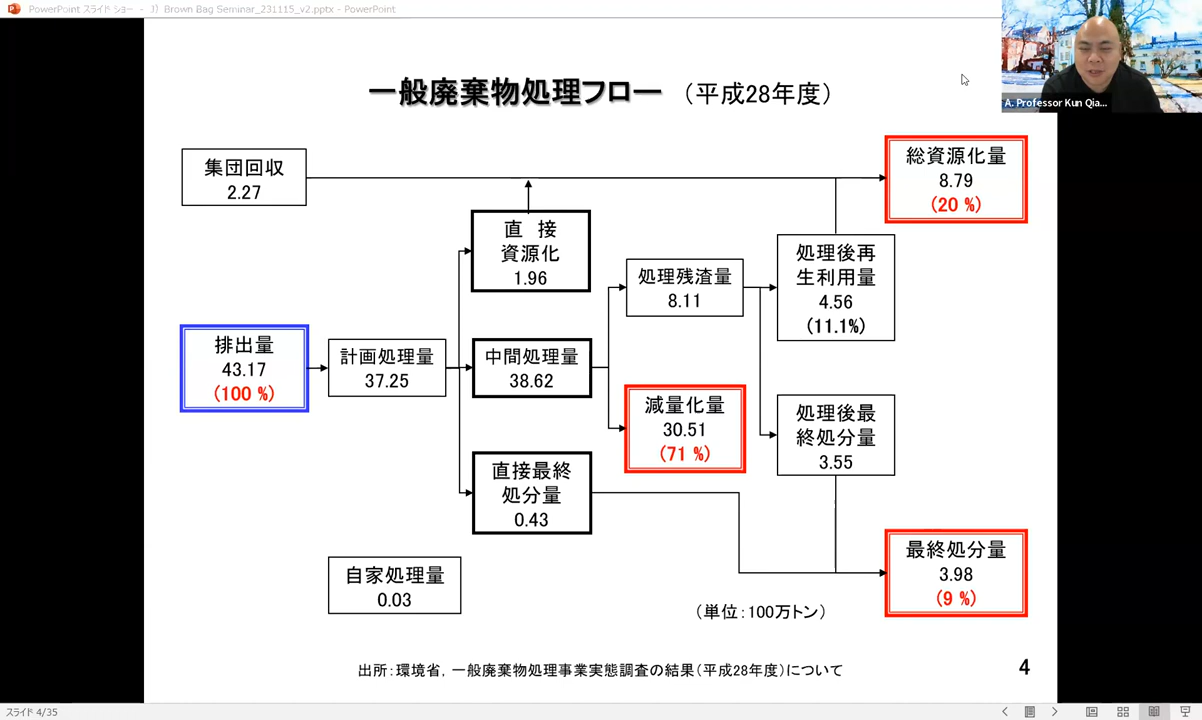 PowerPoint スライド ショー - J) Brown Bag Seminar_231115_v2.pptx - PowerPoint
A. Professor Kun Qia...
一般廃棄物処理フロー （平成28年度）
集団回収
2.27
総資源化量
8.79
(20 %)
直 接
資源化
1.96
処理残渣量
8.11
処理後再
生利用量
4.56
(11.1%)
排出量
43.17
(100 %)
計画処理量
37.25
中間処理量
38.62
減量化量
30.51
(71 %)
処理後最
終処分量
3.55
直接最終
処分量
0.43
最終処分量
3.98
(9 %)
自家処理量
0.03
（単位：100万トン）
出所：環境省，一般廃棄物処理事業実態調査の結果（平成28年度）について
4
スライド 4/35